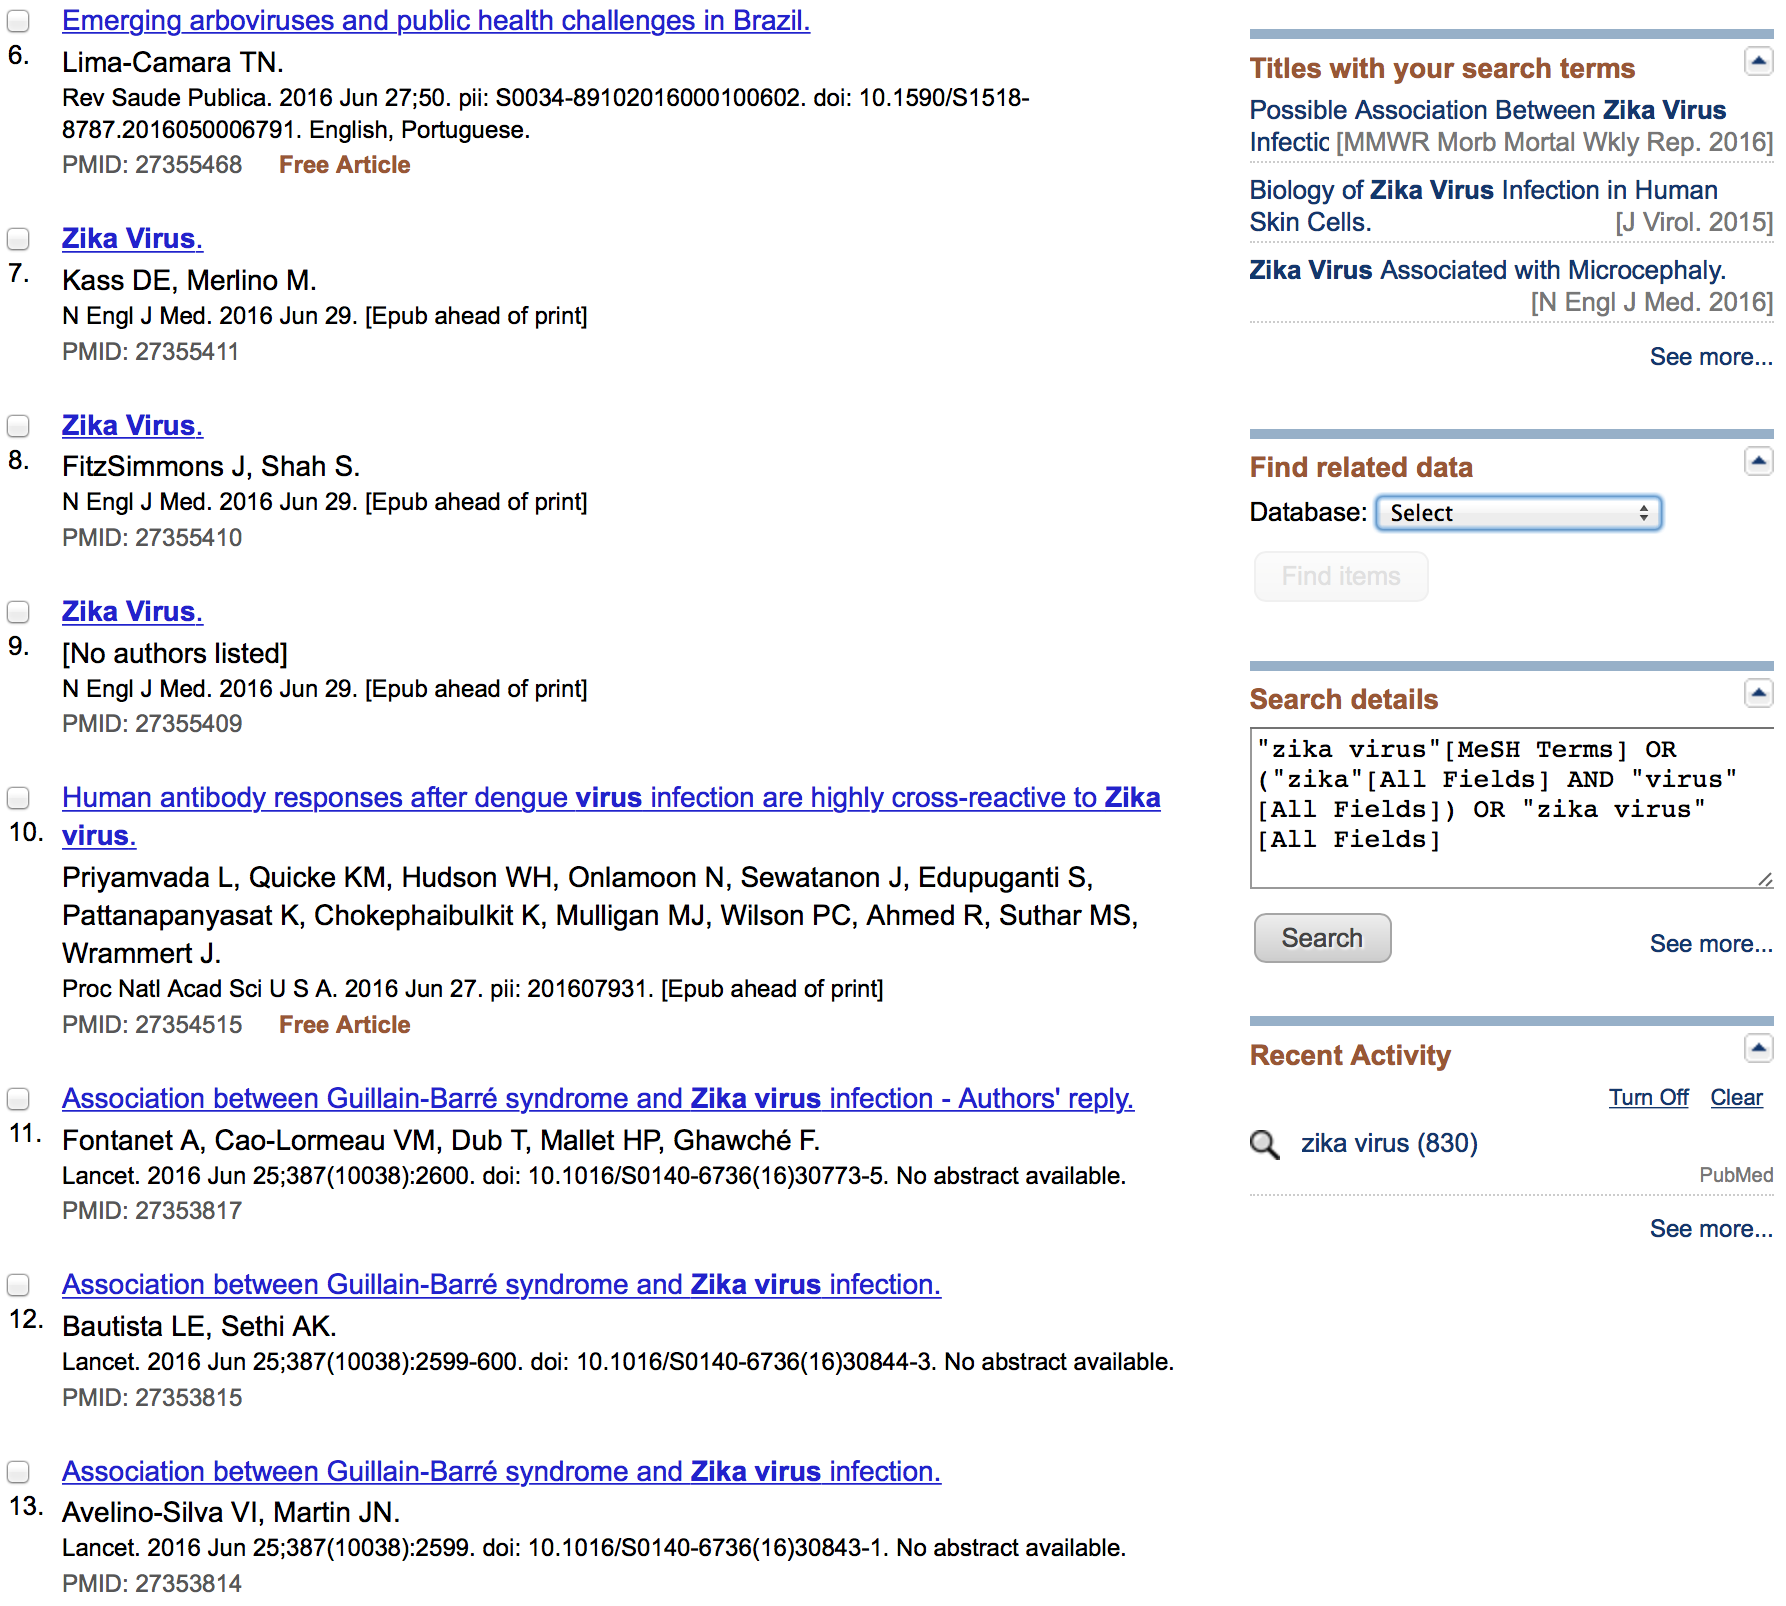 Emerging arboviruses and public health challenges in Brazil.
6.
Lima-Camara TN.
Rev Saude Publica. 2016 Jun 27;50. pii: S0034-89102016000100602. doi: 10.1590/S1518-
8787.2016050006791. English, Portuguese.
PMID: 27355468 Free Article
Zika Virus.
7.
Kass DE, Merlino M.
N Engl J Med. 2016 Jun 29. [Epub ahead of print]
PMID: 27355411
Zika Virus.
8.
FitzSimmons J, Shah S.
N Engl J Med. 2016 Jun 29. [Epub ahead of print]
PMID: 27355410
Zika Virus.
9.
[No authors listed]
N Engl J Med. 2016 Jun 29. [Epub ahead of print]
PMID: 27355409
Human antibody responses after dengue virus infection are highly cross-reactive to Zika
10. virus.
Priyamvada L, Quicke KM, Hudson WH, Onlamoon N, Sewatanon J, Edupuganti S,
Pattanapanyasat K, Chokephaibulkit K, Mulligan MJ, Wilson PC, Ahmed R, Suthar MS,
Wrammert J.
Proc Natl Acad Sci U S A. 2016 Jun 27. pii: 201607931. [Epub ahead of print]
PMID: 27354515 Free Article
Association between Guillain-Barré syndrome and Zika virus infection - Authors' reply.
11.
Fontanet A, Cao-Lormeau VM, Dub T, Mallet HP, Ghawché F.
Lancet. 2016 Jun 25;387(10038):2600. doi: 10.1016/S0140-6736(16)30773-5. No abstract available.
PMID: 27353817
Association between Guillain-Barré syndrome and Zika virus infection.
12.
Bautista LE, Sethi AK.
Lancet. 2016 Jun 25;387(10038):2599-600. doi: 10.1016/S0140-6736(16)30844-3. No abstract available.
PMID: 27353815
Association between Guillain-Barré syndrome and Zika virus infection.
13.
Avelino-Silva VI, Martin JN.
Lancet. 2016 Jun 25;387(10038):2599. doi: 10.1016/S0140-6736(16)30843-1. No abstract available.
PMID: 27353814
Titles with your search terms
Possible Association Between Zika Virus
Infectic [MMWR Morb Mortal Wkly Rep. 2016]
Biology of Zika Virus Infection in Human
Skin Cells. [J Virol. 2015]
Zika Virus Associated with Microcephaly.
[N Engl J Med. 2016]
See more...
Find related data
Database: Select
Find items
Search details
"zika virus"[MeSH Terms] OR
("zika"[All Fields] AND "virus"
[All Fields]) OR "zika virus"
[All Fields]
Search
See more...
Recent Activity
Turn Off Clear
zika virus (830)
PubMed
See more...